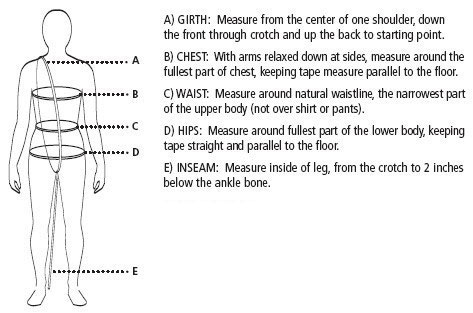 A) GIRTH: Measure from the center of one shoulder, down
the front through crotch and up the back to starting point.
A
B) CHEST: With arms relaxed down at sides, measure around the
fullest part of chest, keeping tape measure parallel to the floor.
B
C) WAIST: Measure around natural waistline, the narrowest part
of the upper body (not over shirt or pants).
C
D) HIPS: Measure around fullest part of the lower body, keeping
tape straight and parallel to the floor.
D
E) INSEAM: Measure inside of leg, from the crotch to 2 inches
below the ankle bone.
E